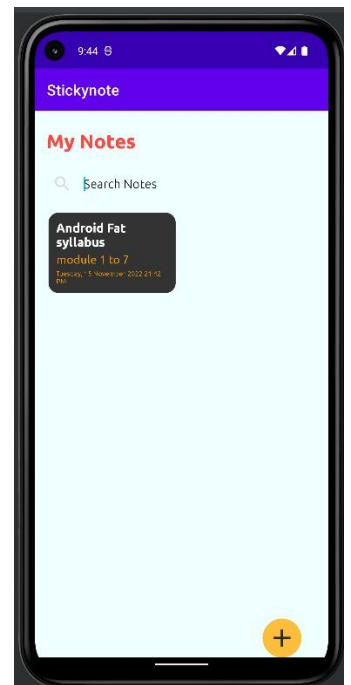 9:44
Stickynote
My Notes
Search Notes
Android Fat
syllabus
module 1 to 7
Tuesday, 15 November 2022 21:42
PM
+